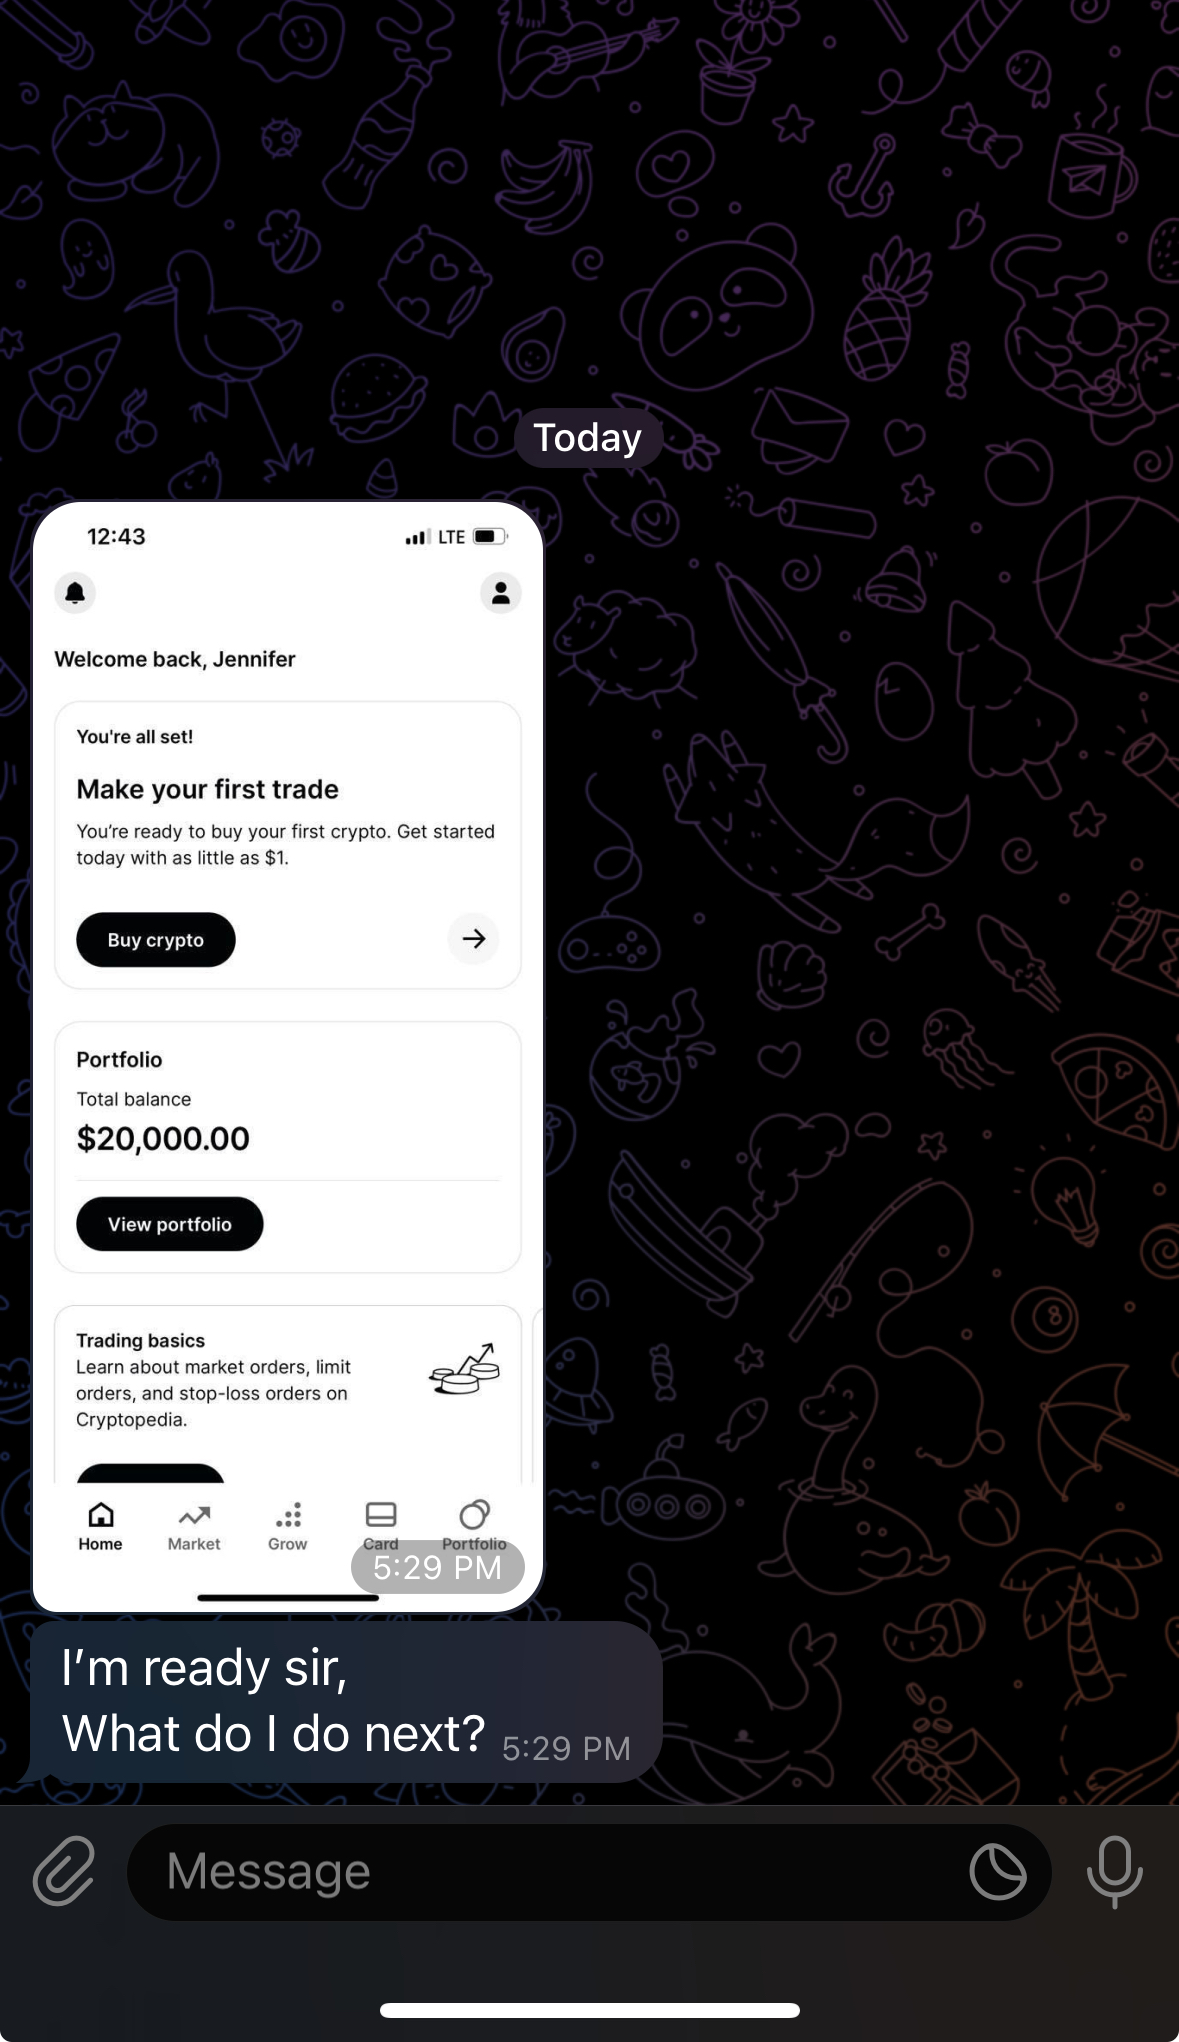 Today
12:43
LTE
Welcome back, Jennifer
You're all set!
Make your first trade
You're ready to buy your first crypto. Get started
today with as little as $1.
Buy crypto
Portfolio
Total balance
$20,000.00
View portfolio
Trading basics
Learn about market orders, limit
orders, and stop-loss orders on
Cryptopedia.
Home Market Grow Card Portfolio
5:29 PM
I'm ready sir,
What do I do next? 5:29 PM
Message